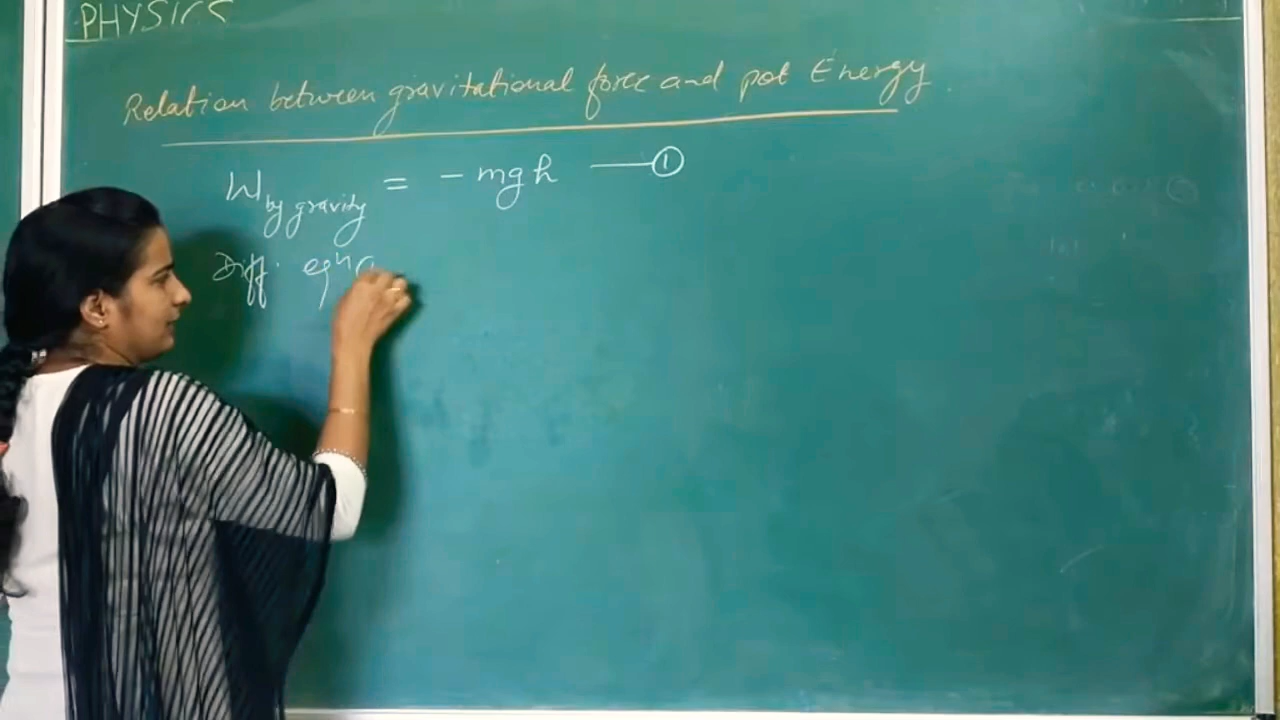 PHYSICS
Relation between gravitational force and pot Energy
W by gravity = - mgh —— ①
Diff. eqn (